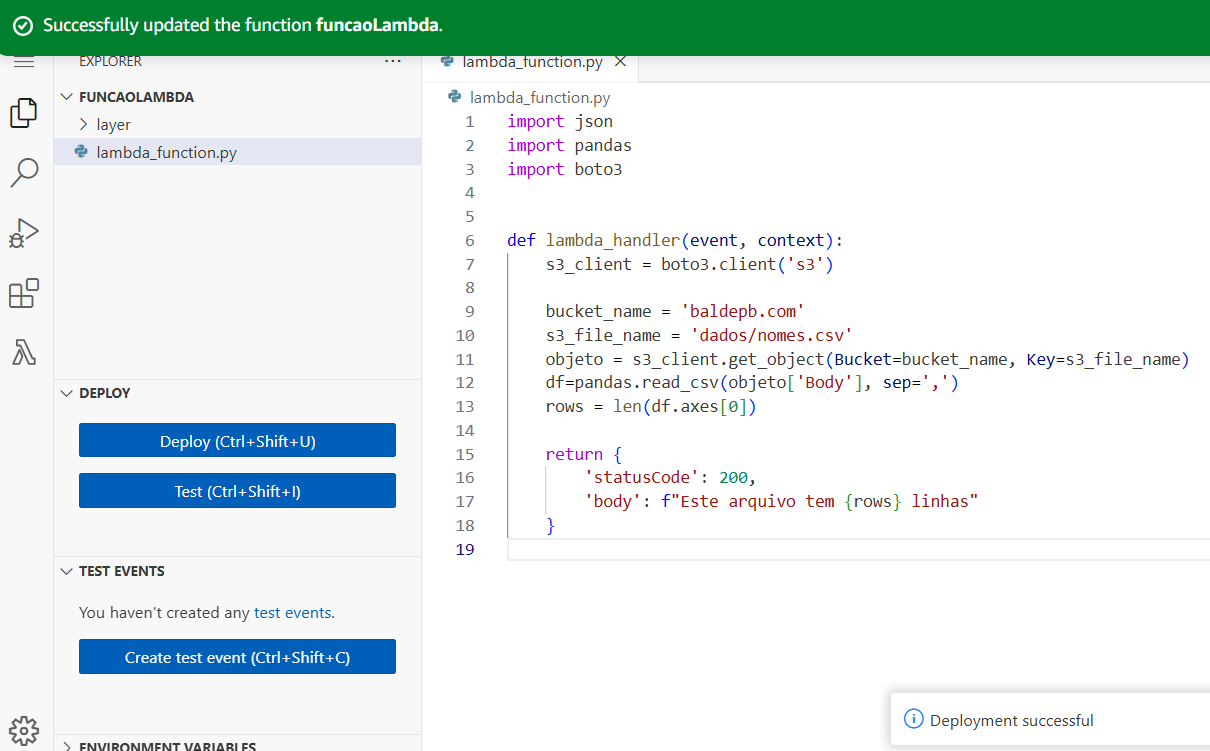 Successfully updated the function funcaoLambda.
EXPLORER ...
lambda_function.py
FUNCAOLAMBDA
layer
lambda_function.py
DEPLOY
Deploy (Ctrl+Shift+U)
Test (Ctrl+Shift+I)
TEST EVENTS
You haven't created any test events.
Create test event (Ctrl+Shift+C)
ENVIRONMENT VARIABLES
lambda_function.py
1 import json
2 import pandas
3 import boto3
4
5
6 def lambda_handler(event, context):
7 s3_client = boto3.client('s3')
8
9 bucket_name = 'baldepb.com'
10 s3_file_name = 'dados/nomes.csv'
11 objeto = s3_client.get_object(Bucket=bucket_name, Key=s3_file_name)
12 df=pandas.read_csv(objeto['Body'], sep=',')
13 rows = len(df.axes[0])
14
15 return {
16 'statusCode': 200,
17 'body': f"Este arquivo tem {rows} linhas"
18 }
19
Deployment successful